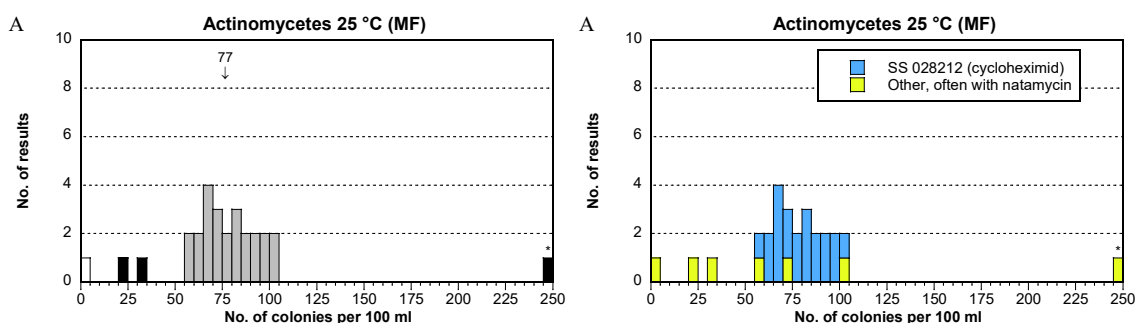 A
Actinomycetes 25 °C (MF)
10
8
6
4
2
0
No. of results
77
↓
*
0 25 50 75 100 125 150 175 200 225 250
No. of colonies per 100 ml
A
Actinomycetes 25 °C (MF)
10
8
6
4
2
0
No. of results
SS 028212 (cycloheximid)
Other, often with natamycin
*
0 25 50 75 100 125 150 175 200 225 250
No. of colonies per 100 ml